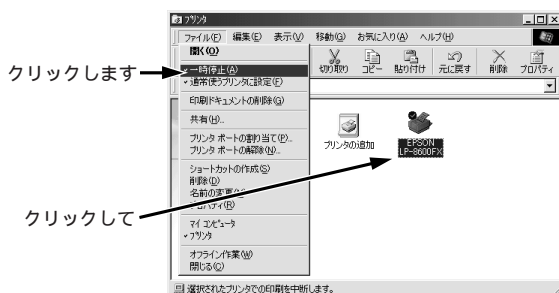 プリンタ
ファイル(F) 編集(E) 表示(V) 移動(G) お気に入り(A) ヘルプ(H)
切り取り コピー 貼り付け 元に戻す 削除 プロパティ
開く(O)
一時停止(A)
通常使うプリンタに設定(F)
印刷ドキュメントの削除(G)
共有(H)...
プリンタ ポートの割り当て(P)...
プリンタ ポートの解除(N)...
ショートカットの作成(S)
削除(D)
名前の変更
プロパティ(R)
マイ コンピュータ
プリンタ
オフライン作業(W)
閉じる(C)
クリックします
クリックして
プリンタの追加
EPSON
LP-8600FX
選択されたプリンタでの印刷を中断します。